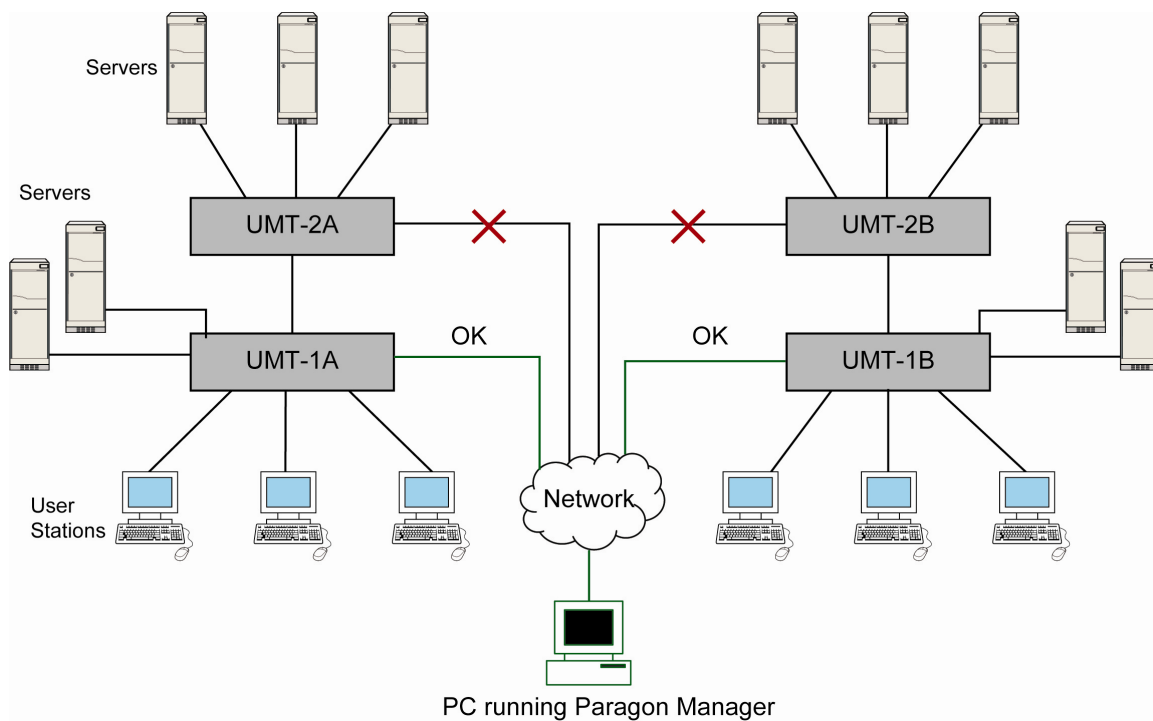 Servers
Servers
UMT-2A
UMT-2B
OK
OK
UMT-1A
UMT-1B
User
Stations
Network
PC running Paragon Manager